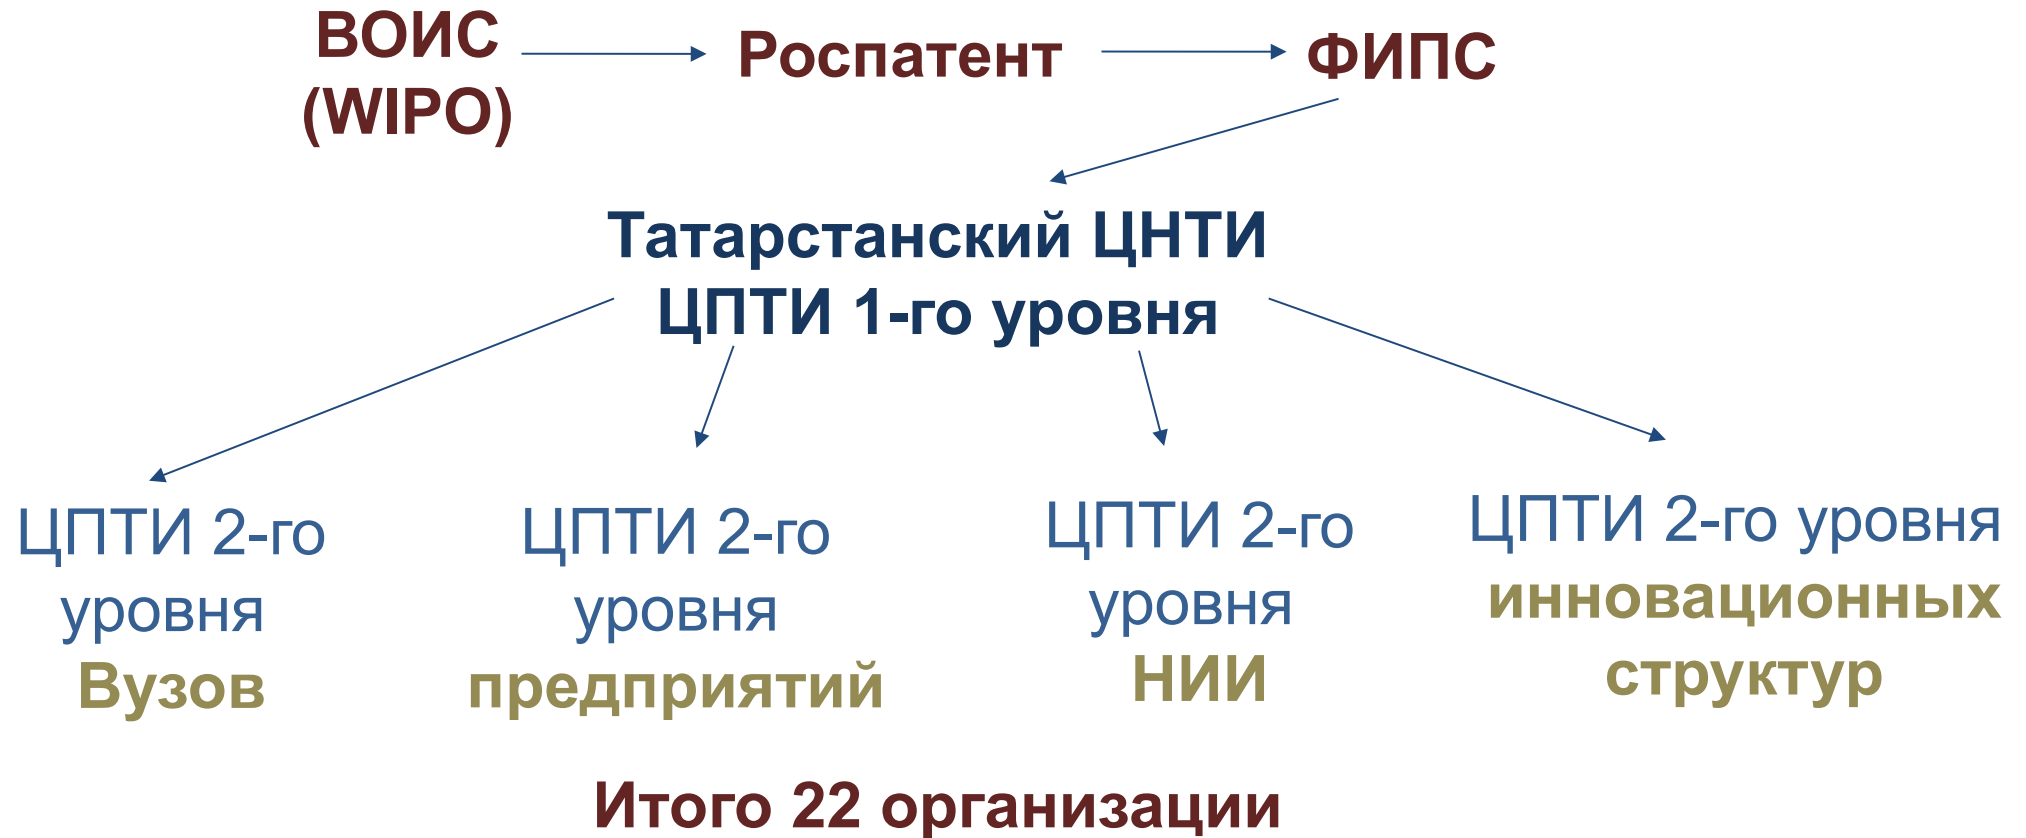 ВОИС
(WIPO)
Роспатент
ФИПС
Татарстанский ЦНТИ
ЦПТИ 1-го уровня
ЦПТИ 2-го
уровня
Вузов
ЦПТИ 2-го
уровня
предприятий
ЦПТИ 2-го
уровня
НИИ
ЦПТИ 2-го уровня
инновационных
структур
Итого 22 организации